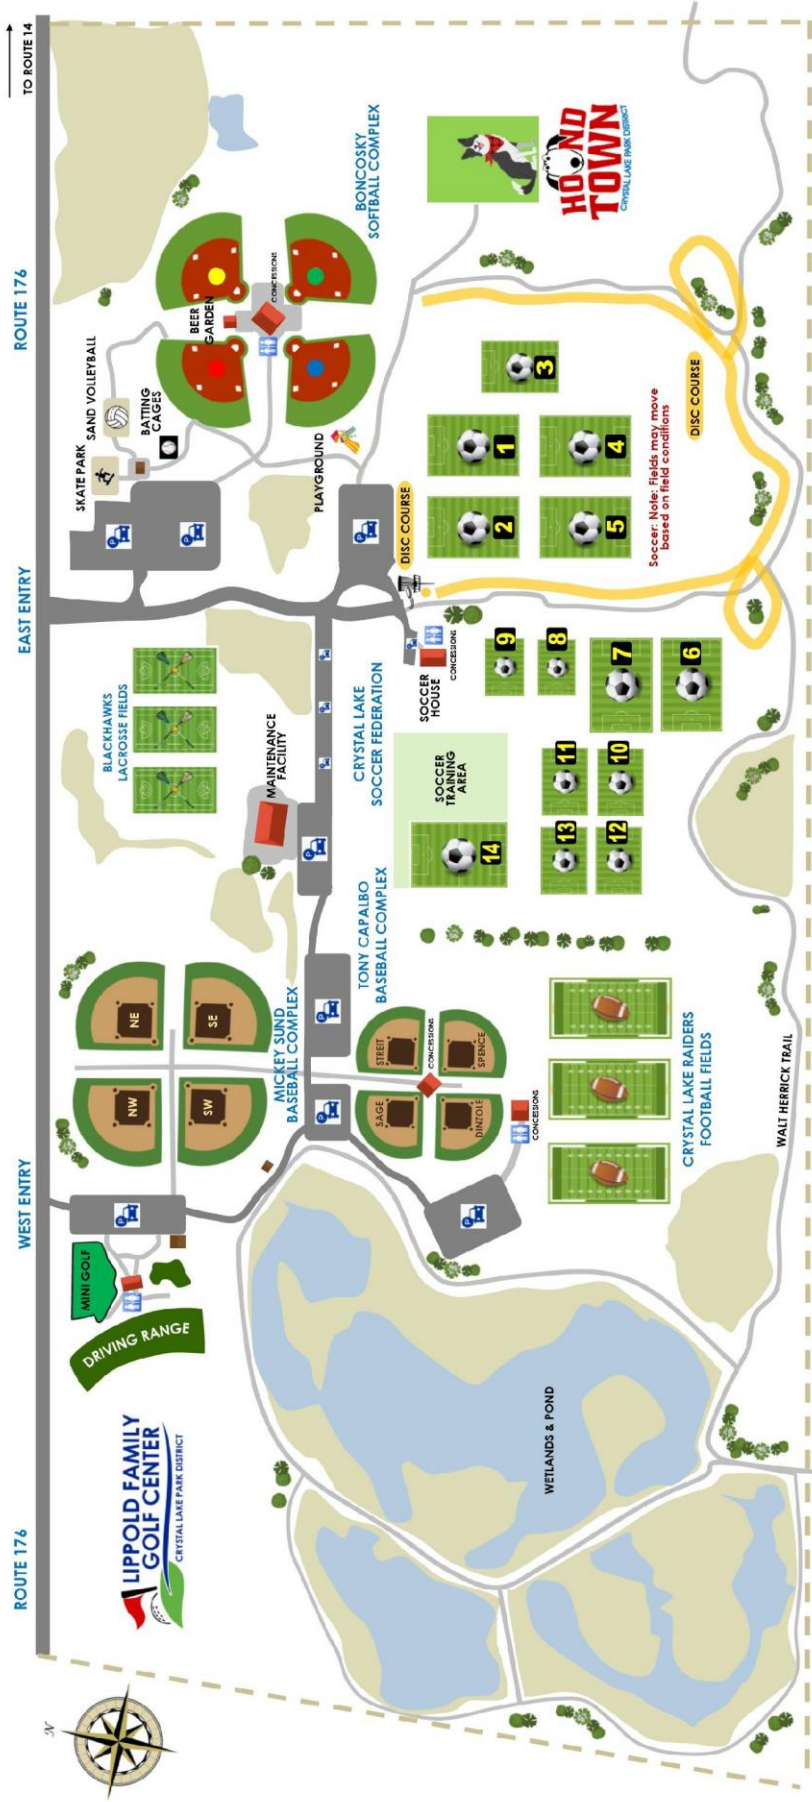 ROUTE 176
WEST ENTRY
EAST ENTRY
ROUTE 176
TO ROUTE 14
N
LIPPOLD FAMILY
GOLF CENTER
CRYSTAL LAKE PARK DISTRICT
DRIVING RANGE
MINI GOLF
P
NW
NE
SW
SE
MICKEY SUND
BASEBALL COMPLEX
BLACKHAWKS
LACROSSE FIELDS
MAINTENANCE
FACILITY
P
P
P
P
P
P
SKATE PARK
SAND VOLLEYBALL
BATTING
CAGES
BEER
GARDEN
CONCESSIONS
BONCOSKY
SOFTBALL COMPLEX
PLAYGROUND
P
TONY CAPALBO
BASEBALL COMPLEX
SAGE
STREIT
DINZOLE
SPENCE
CONCESSIONS
CONCESSIONS
P
CRYSTAL LAKE
SOCCER FEDERATION
SOCCER
HOUSE
CONCESSIONS
SOCCER
TRAINING
AREA
14
DISC COURSE
HOUND
TOWN
CRYSTAL LAKE PARK DISTRICT
2
1
3
5
4
9
8
7
6
11
10
13
12
Soccer: Note: Fields may move
based on field conditions
DISC COURSE
CRYSTAL LAKE RAIDERS
FOOTBALL FIELDS
WETLANDS & POND
WALT HERRICK TRAIL